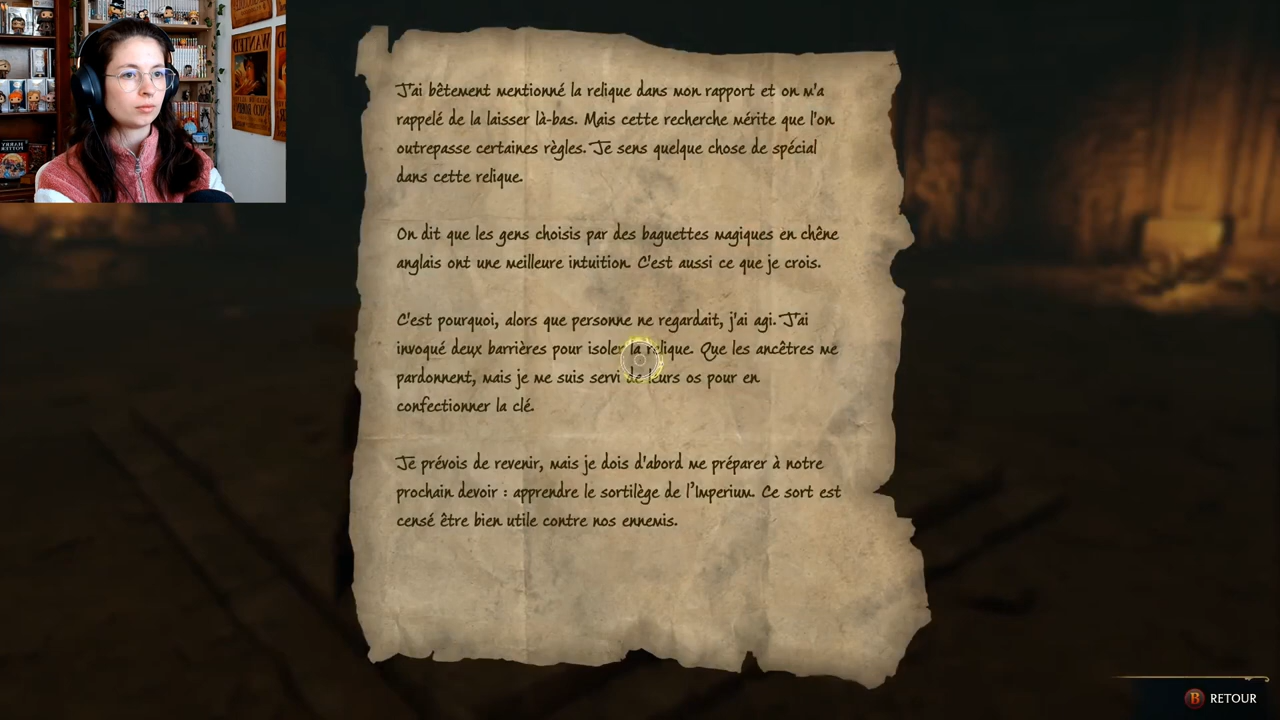 J'ai bêtement mentionné la relique dans mon rapport et on m'a
rappelé de la laisser là-bas. Mais cette recherche mérite que l'on
outrepasse certaines règles. Je sens quelque chose de spécial
dans cette relique.
On dit que les gens choisis par des baguettes magiques en chêne
anglais ont une meilleure intuition. C'est aussi ce que je crois.
C'est pourquoi, alors que personne ne regardait, j'ai agi. J'ai
invoqué deux barrières pour isoler la relique. Que les ancêtres me
pardonnent, mais je me suis servi de leurs os pour en
confectionner la clé.
Je prévois de revenir, mais je dois d'abord me préparer à notre
prochain devoir : apprendre le sortilège de l'Imperium. Ce sort est
censé être bien utile contre nos ennemis.
B RETOUR
WANTED
HARRY
POTTER